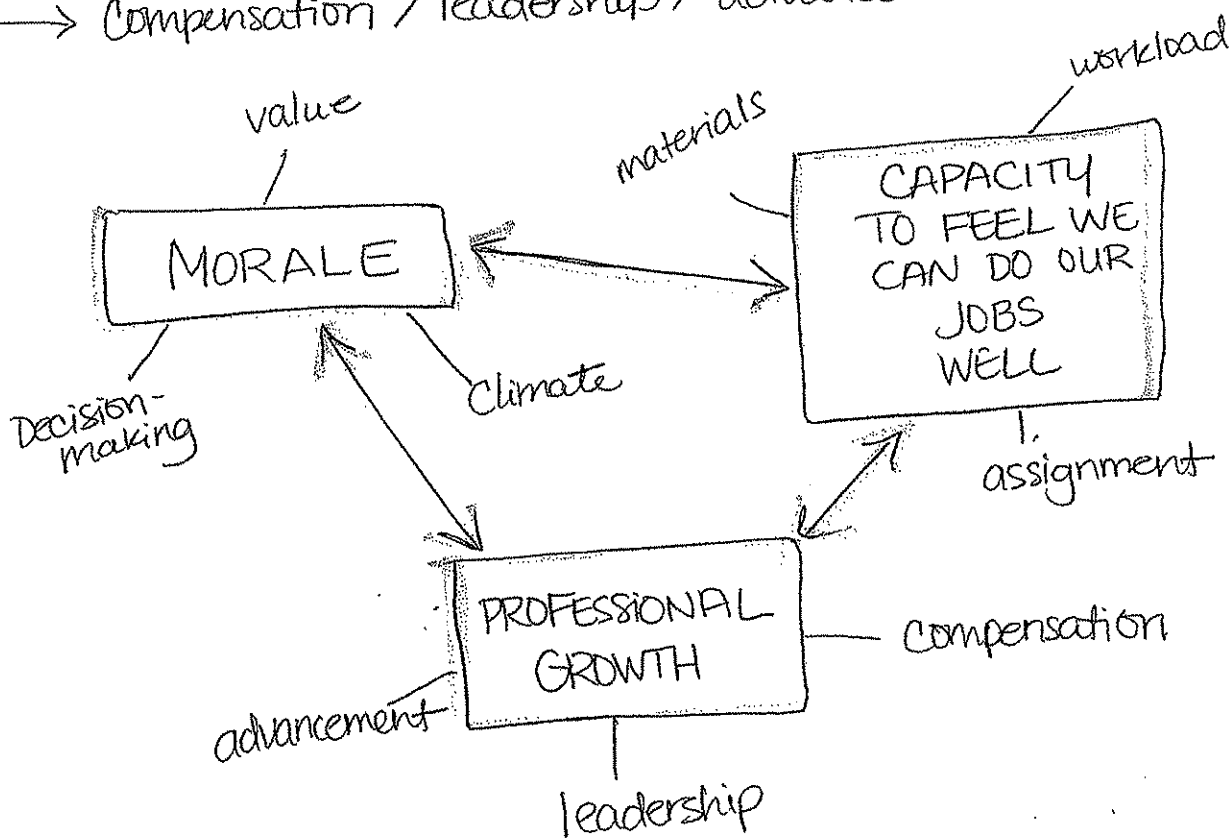 → Compensation / leadership /
value
materials
workload
MORALE
CAPACITY
TO FEEL WE
CAN DO OUR
JOBS
WELL
Decision-
making
Climate
assignment
PROFESSIONAL
GROWTH
compensation
advancement
leadership